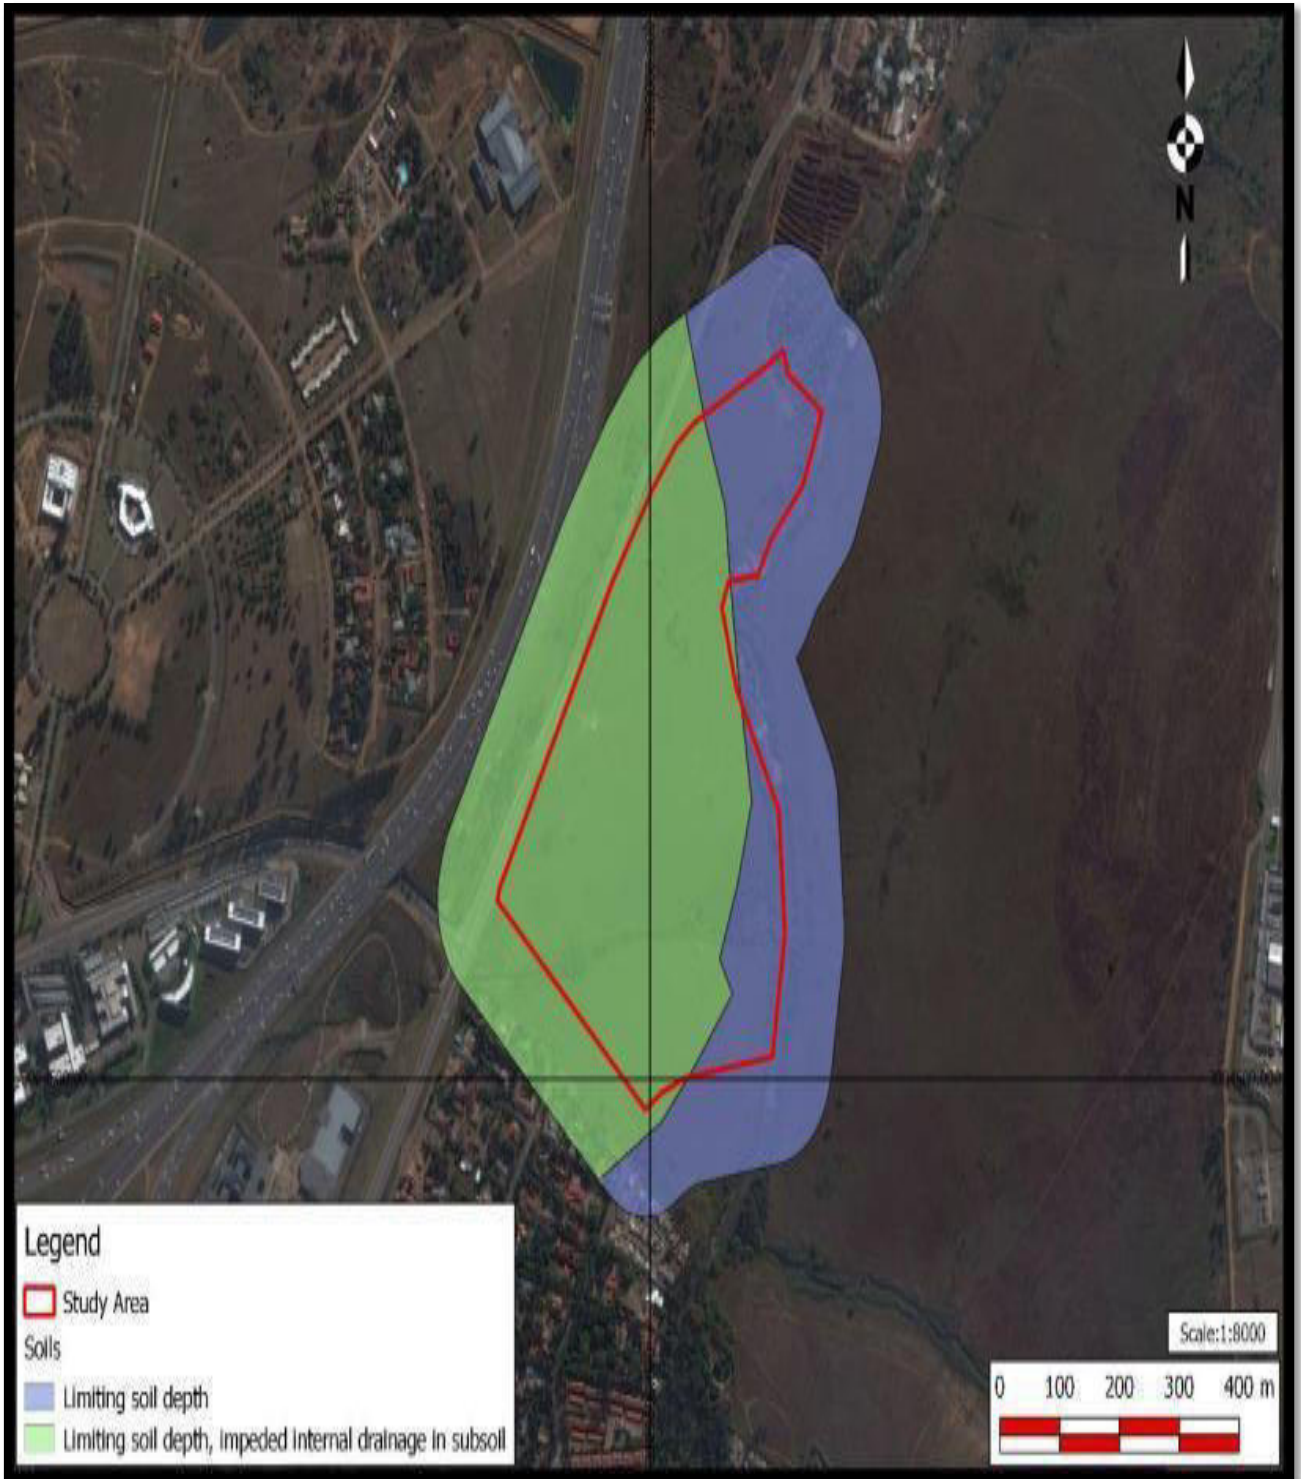 N
Legend
Study Area
Soils
Limiting soil depth
Limiting soil depth, impeded internal drainage in subsoil
Scale:1:8000
0 100 200 300 400 m